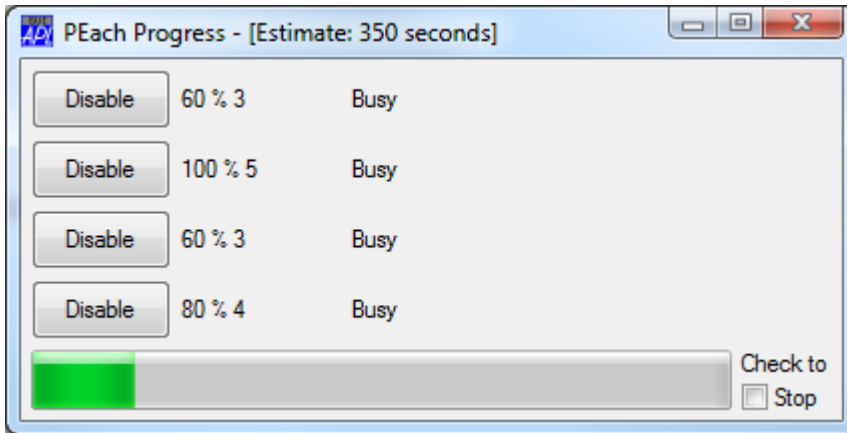 API PEach Progress - [Estimate: 350 seconds]
Disable 60 % 3 Busy
Disable 100 % 5 Busy
Disable 60 % 3 Busy
Disable 80 % 4 Busy
Check to
Stop